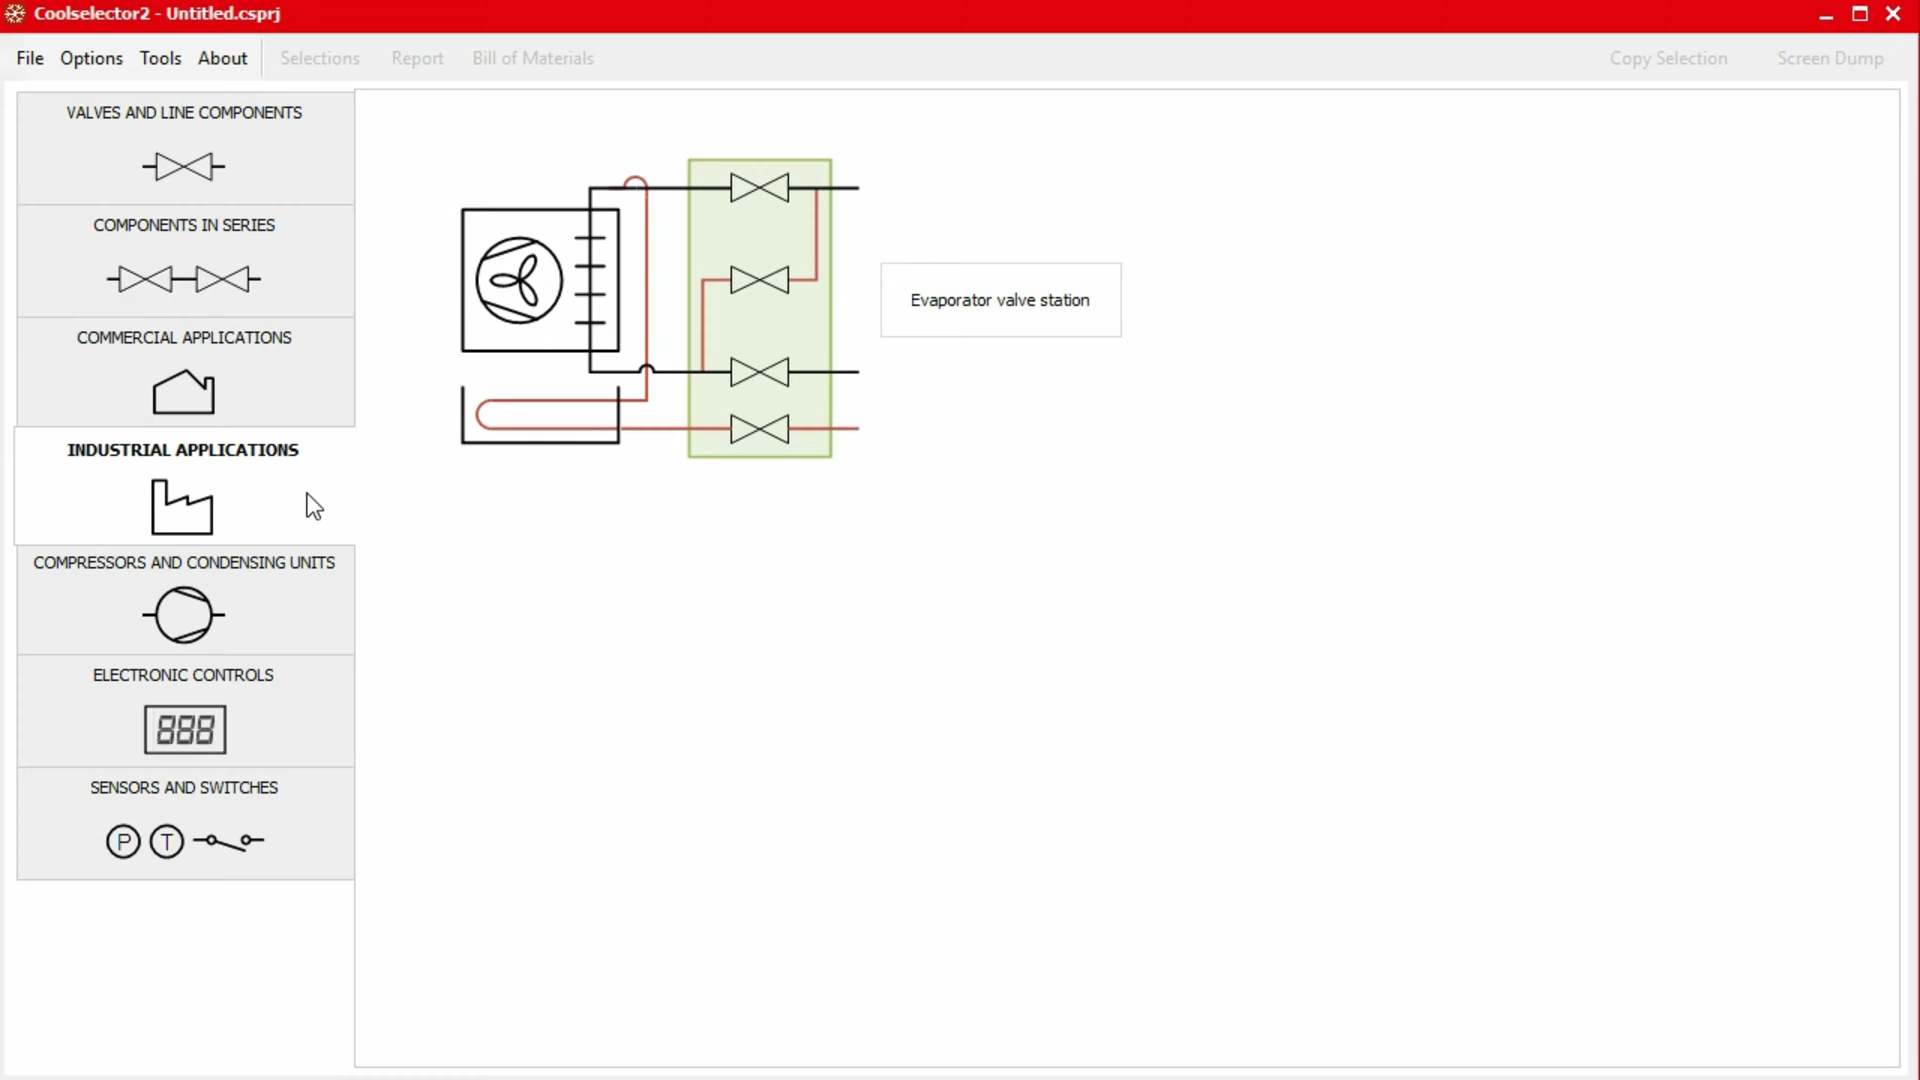 Coolselector2 - Untitled.csprj
File Options Tools About Selections Report Bill of Materials Copy Selection Screen Dump
VALVES AND LINE COMPONENTS
COMPONENTS IN SERIES
COMMERCIAL APPLICATIONS
INDUSTRIAL APPLICATIONS
COMPRESSORS AND CONDENSING UNITS
ELECTRONIC CONTROLS
888
SENSORS AND SWITCHES
P T
Evaporator valve station